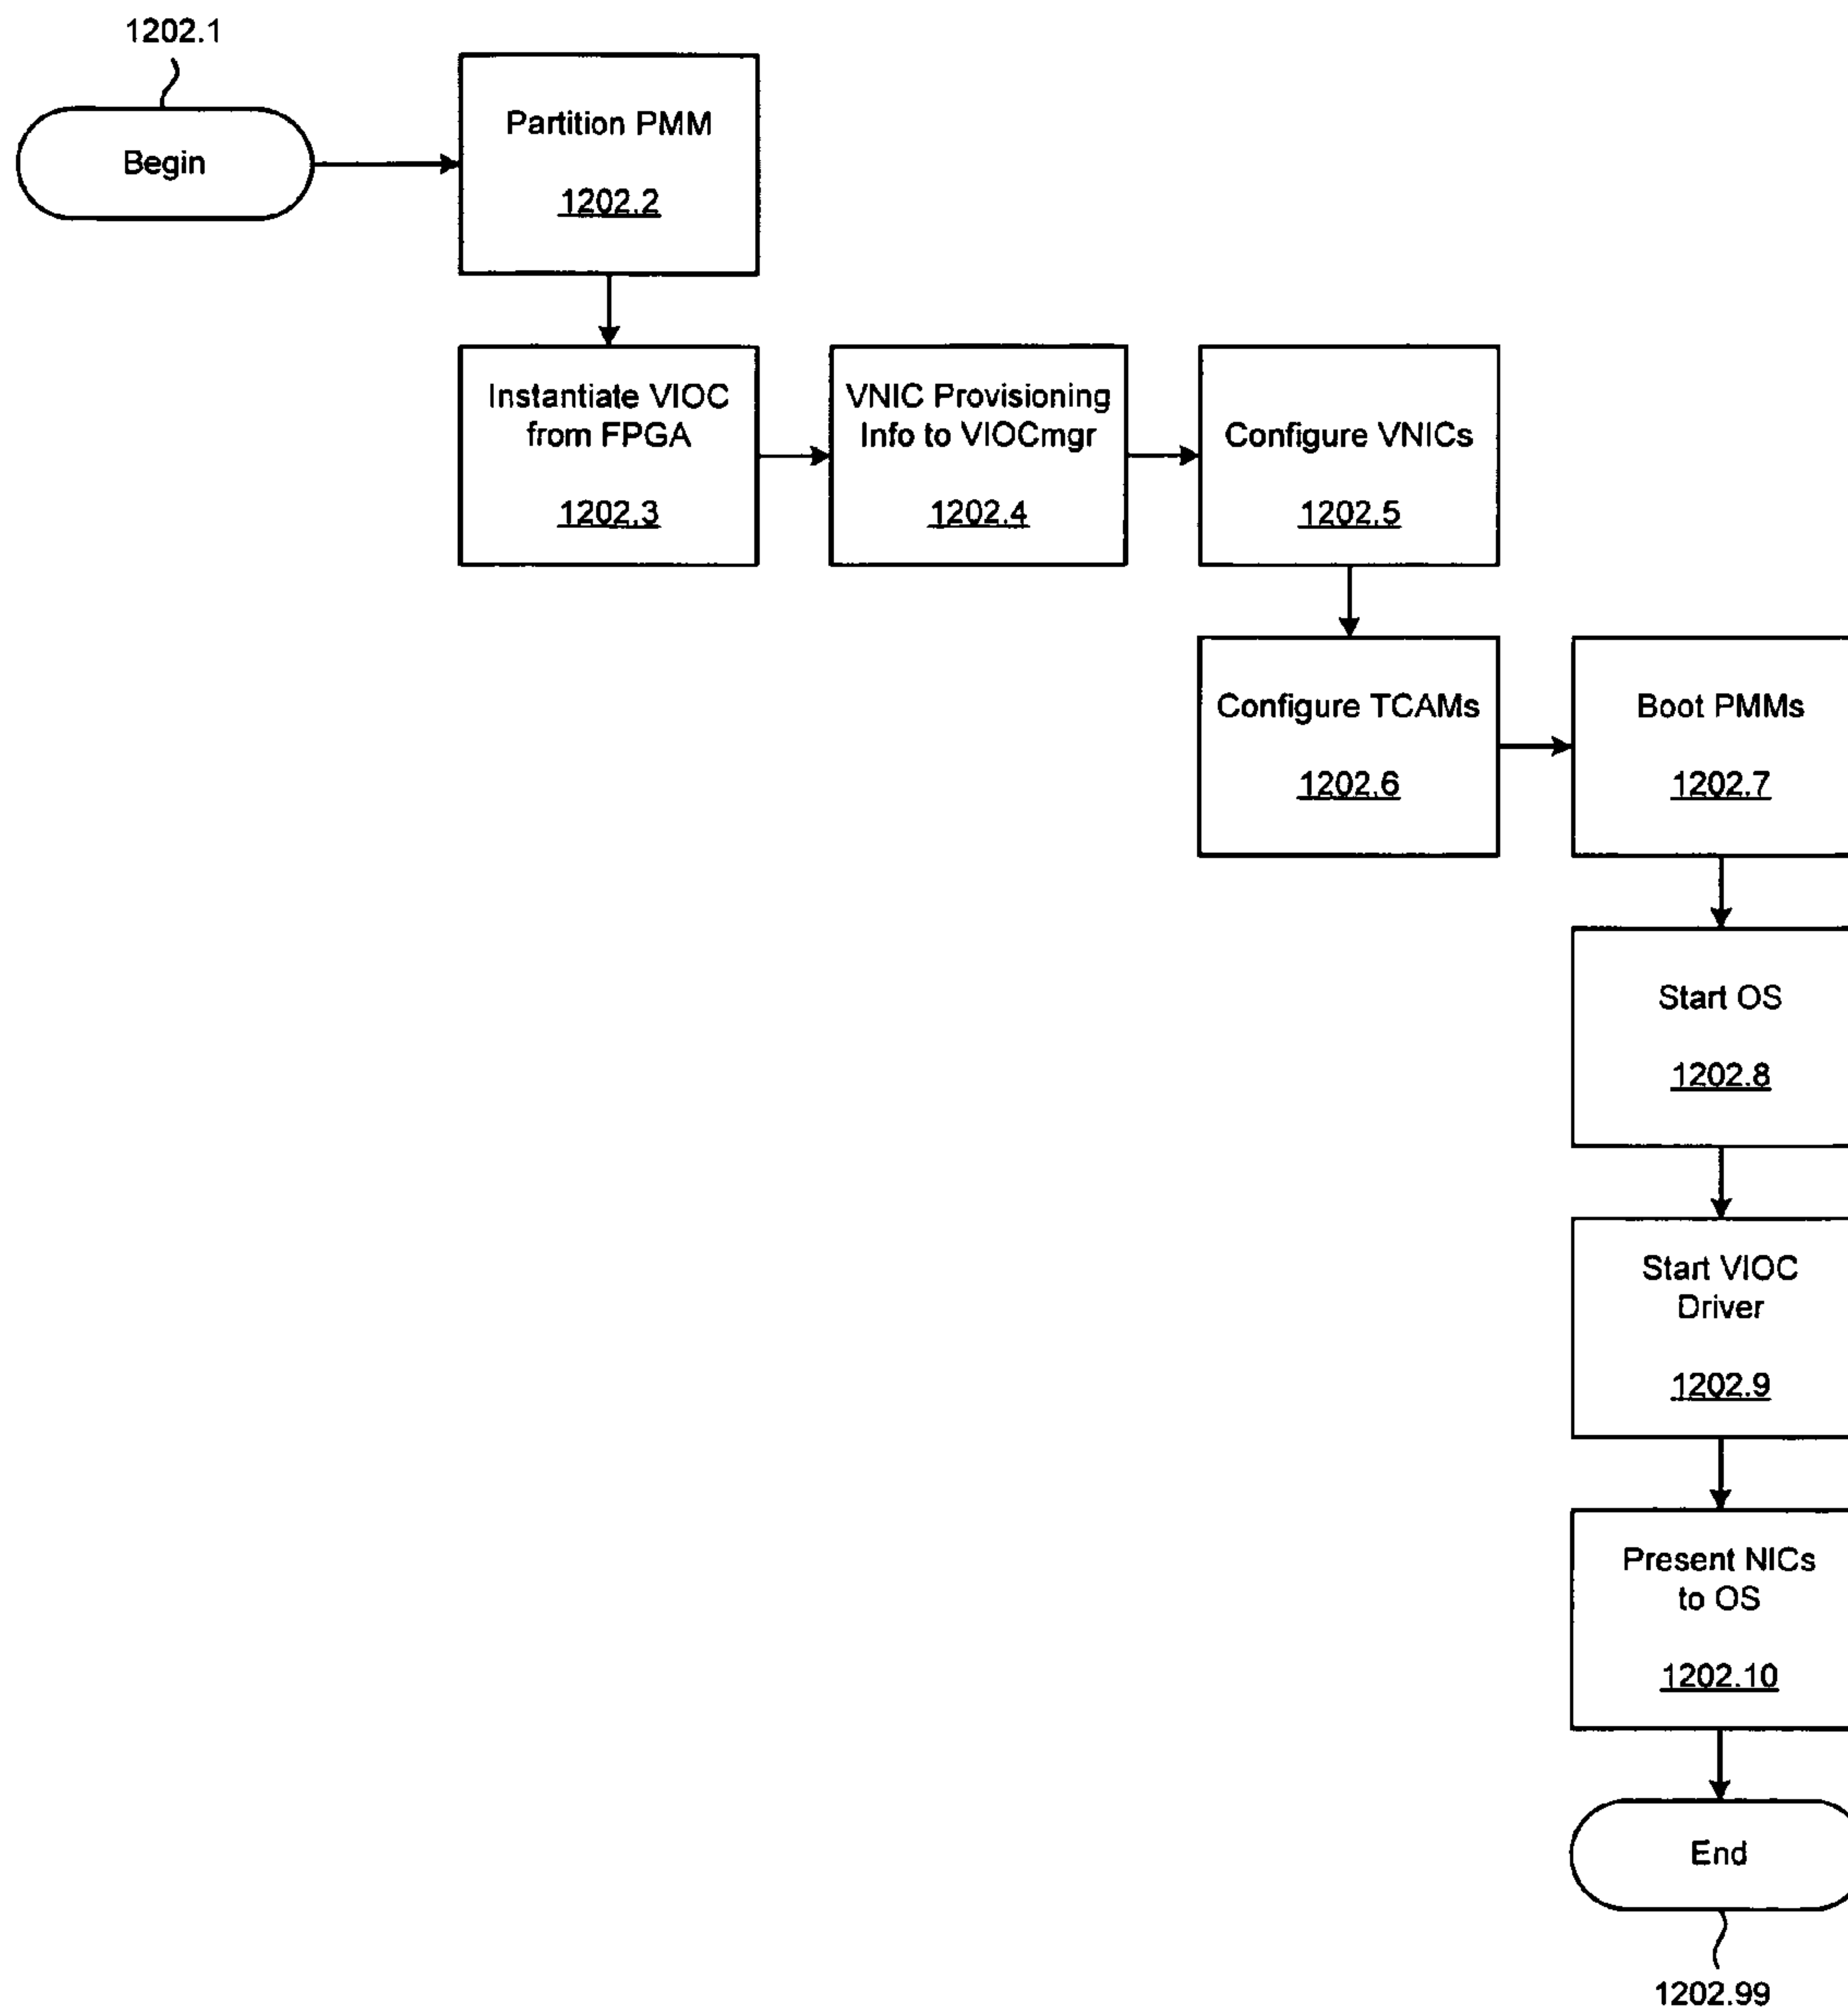 1202.1
Begin
Partition PMM
1202.2
Instantiate VIOC
from FPGA
1202.3
VNIC Provisioning
Info to VIOCmgr
1202.4
Configure VNICs
1202.5
Configure TCAMs
1202.6
Boot PMMs
1202.7
Start OS
1202.8
Start VIOC
Driver
1202.9
Present NICs
to OS
1202.10
End
1202.99